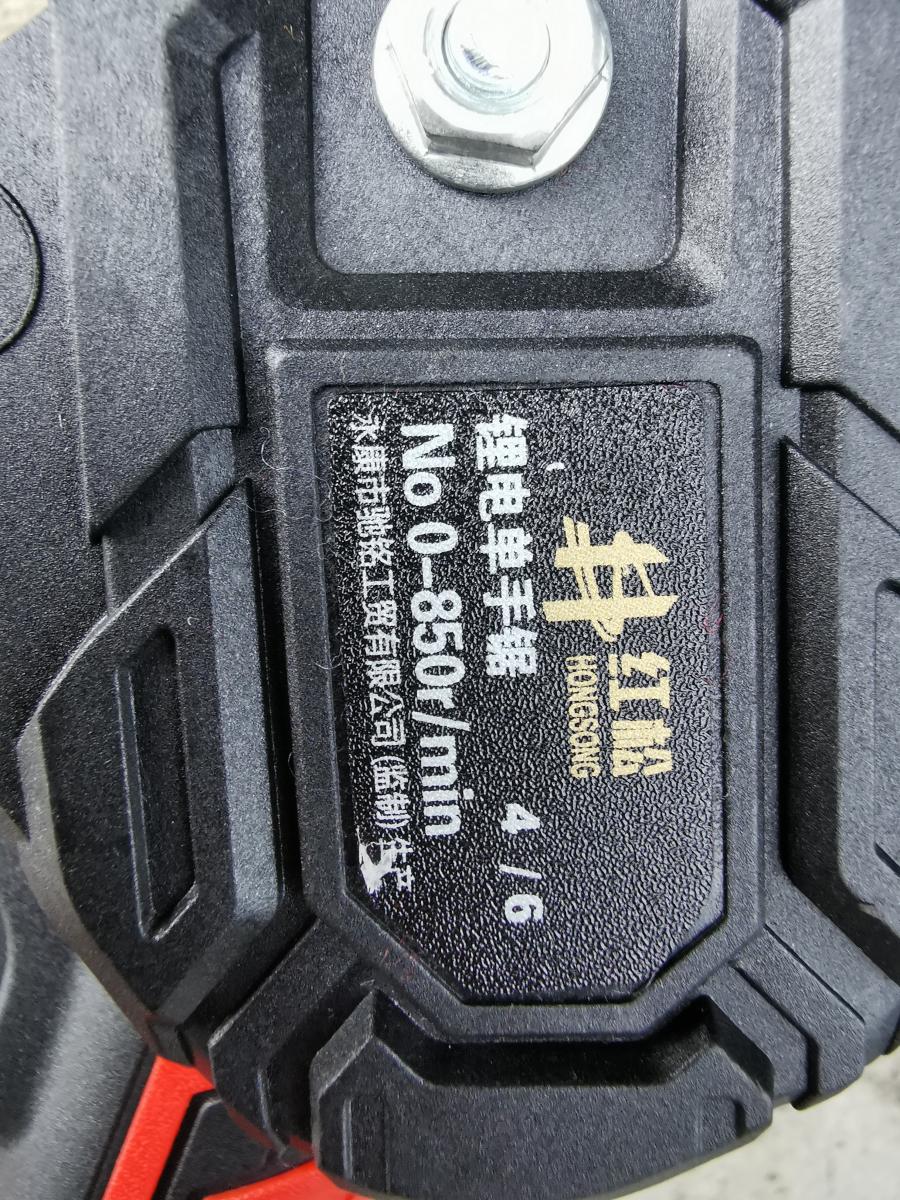 红松
HONGSONG
锂电单手锯 4/6
No 0-850r/min
永康市驰铭工贸有限公司(监制)生产